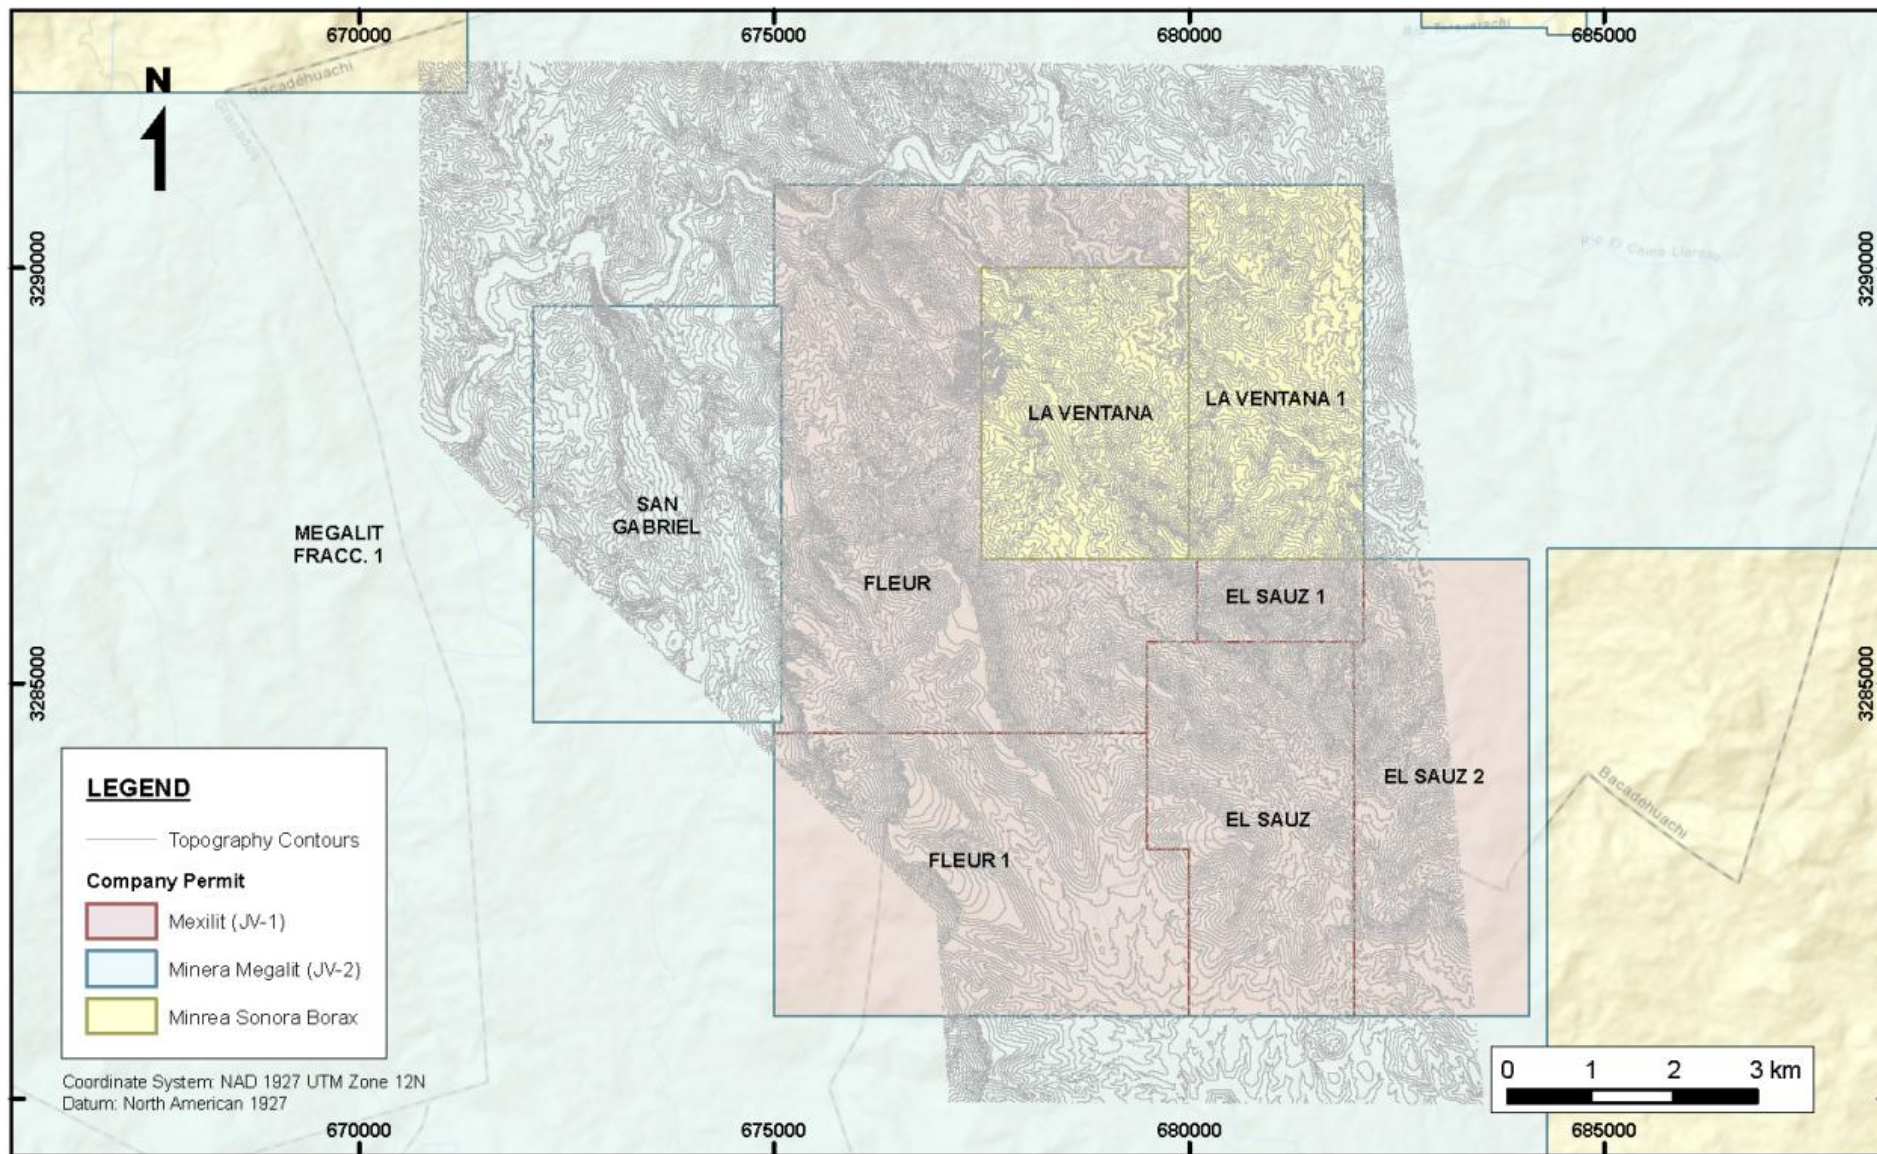 670000
675000
680000
685000
Bacadéhuachi
N
3290000
3290000
LA VENTANA 1
LA VENTANA
SAN
GABRIEL
MEGALIT
FRACC. 1
FLEUR
EL SAUZ 1
3285000
3285000
EL SAUZ 2
Bacadéhuachi
EL SAUZ
FLEUR 1
LEGEND
Topography Contours
Company Permit
Mexilit (JV-1)
Minera Megalit (JV-2)
Minrea Sonora Borax
0 1 2 3 km
Coordinate System: NAD 1927 UTM Zone 12N
Datum: North American 1927
670000
675000
680000
685000